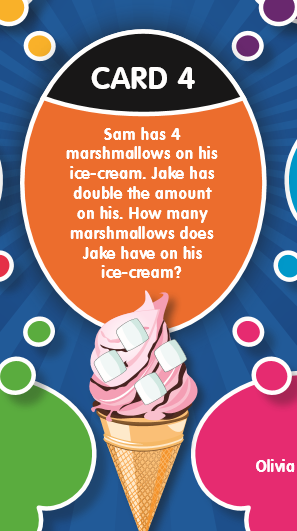 CARD 4
Sam has 4
marshmallows on his
ice-cream. Jake has
double the amount
on his. How many
marshmallows does
Jake have on his
ice-cream?
Olivia